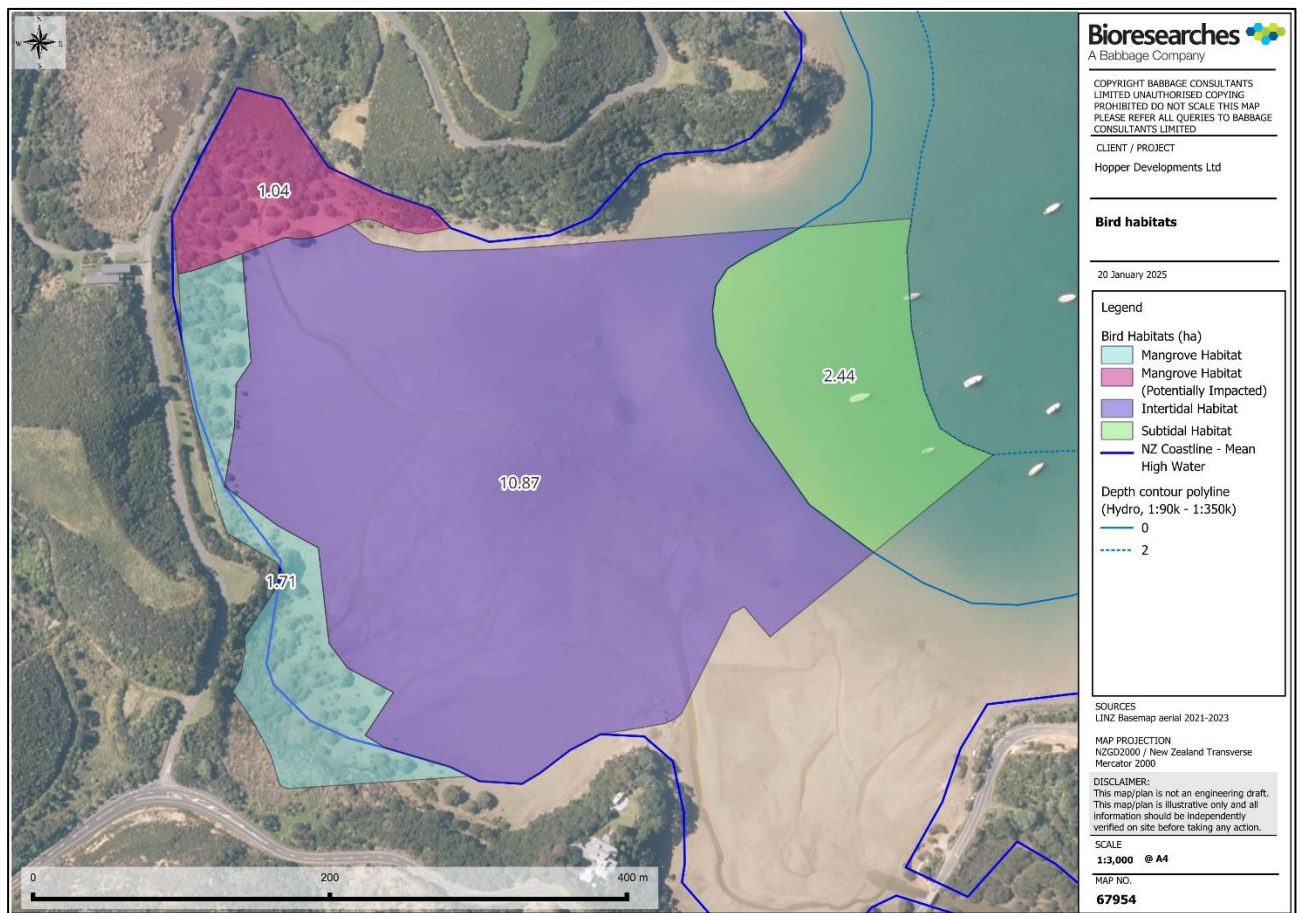 N
W E
S
1.04
2.44
10.87
1.71
0 200 400 m
Bioresearches
A Babbage Company
COPYRIGHT BABBAGE CONSULTANTS
LIMITED UNAUTHORISED COPYING
PROHIBITED DO NOT SCALE THIS MAP
PLEASE REFER ALL QUERIES TO BABBAGE
CONSULTANTS LIMITED
CLIENT / PROJECT
Hopper Developments Ltd
Bird habitats
20 January 2025
Legend
Bird Habitats (ha)
Mangrove Habitat
Mangrove Habitat
(Potentially Impacted)
Intertidal Habitat
Subtidal Habitat
NZ Coastline - Mean
High Water
Depth contour polyline
(Hydro, 1:90k - 1:350k)
0
2
SOURCES
LINZ Basemap aerial 2021-2023
MAP PROJECTION
NZGD2000 / New Zealand Transverse
Mercator 2000
DISCLAIMER:
This map/plan is not an engineering draft.
This map/plan is illustrative only and all
information should be independently
verified on site before taking any action.
SCALE
1:3,000 @ A4
MAP NO.
67954